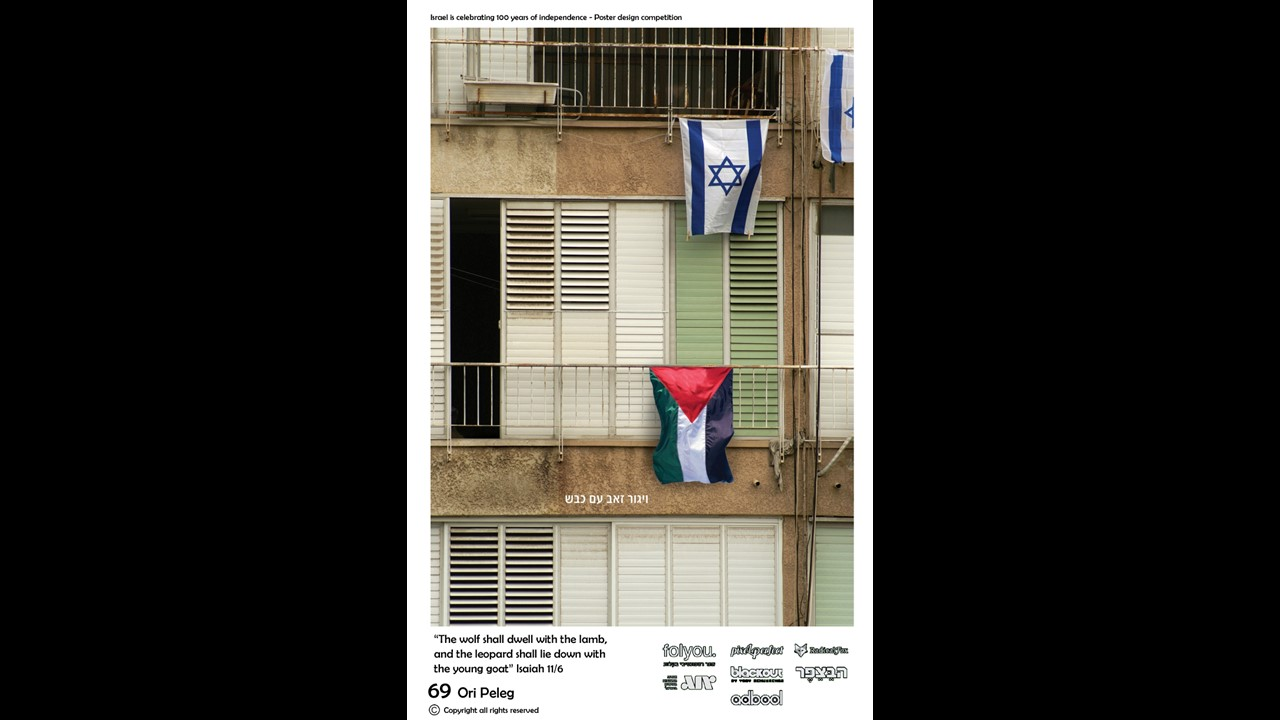 Israel is celebrating 100 years of independence - Poster design competition
ויגור זאב עם כבש
“The wolf shall dwell with the lamb,
and the leopard shall lie down with
the young goat” Isaiah 11/6
69 Ori Peleg
© Copyright all rights reserved
folyou.
pixelperfect
RadicalFox
blackout
הבצפר
adbool